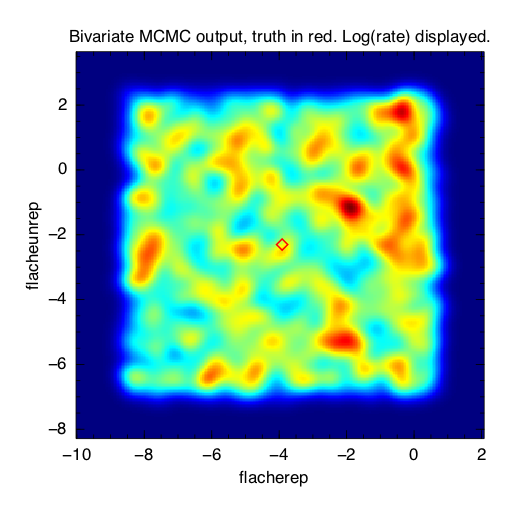 Bivariate MCMC output, truth in red. Log(rate) displayed.
2
0
−2
−4
−6
−8
flacheunrep
−10 −8 −6 −4 −2 0 2
flacherep